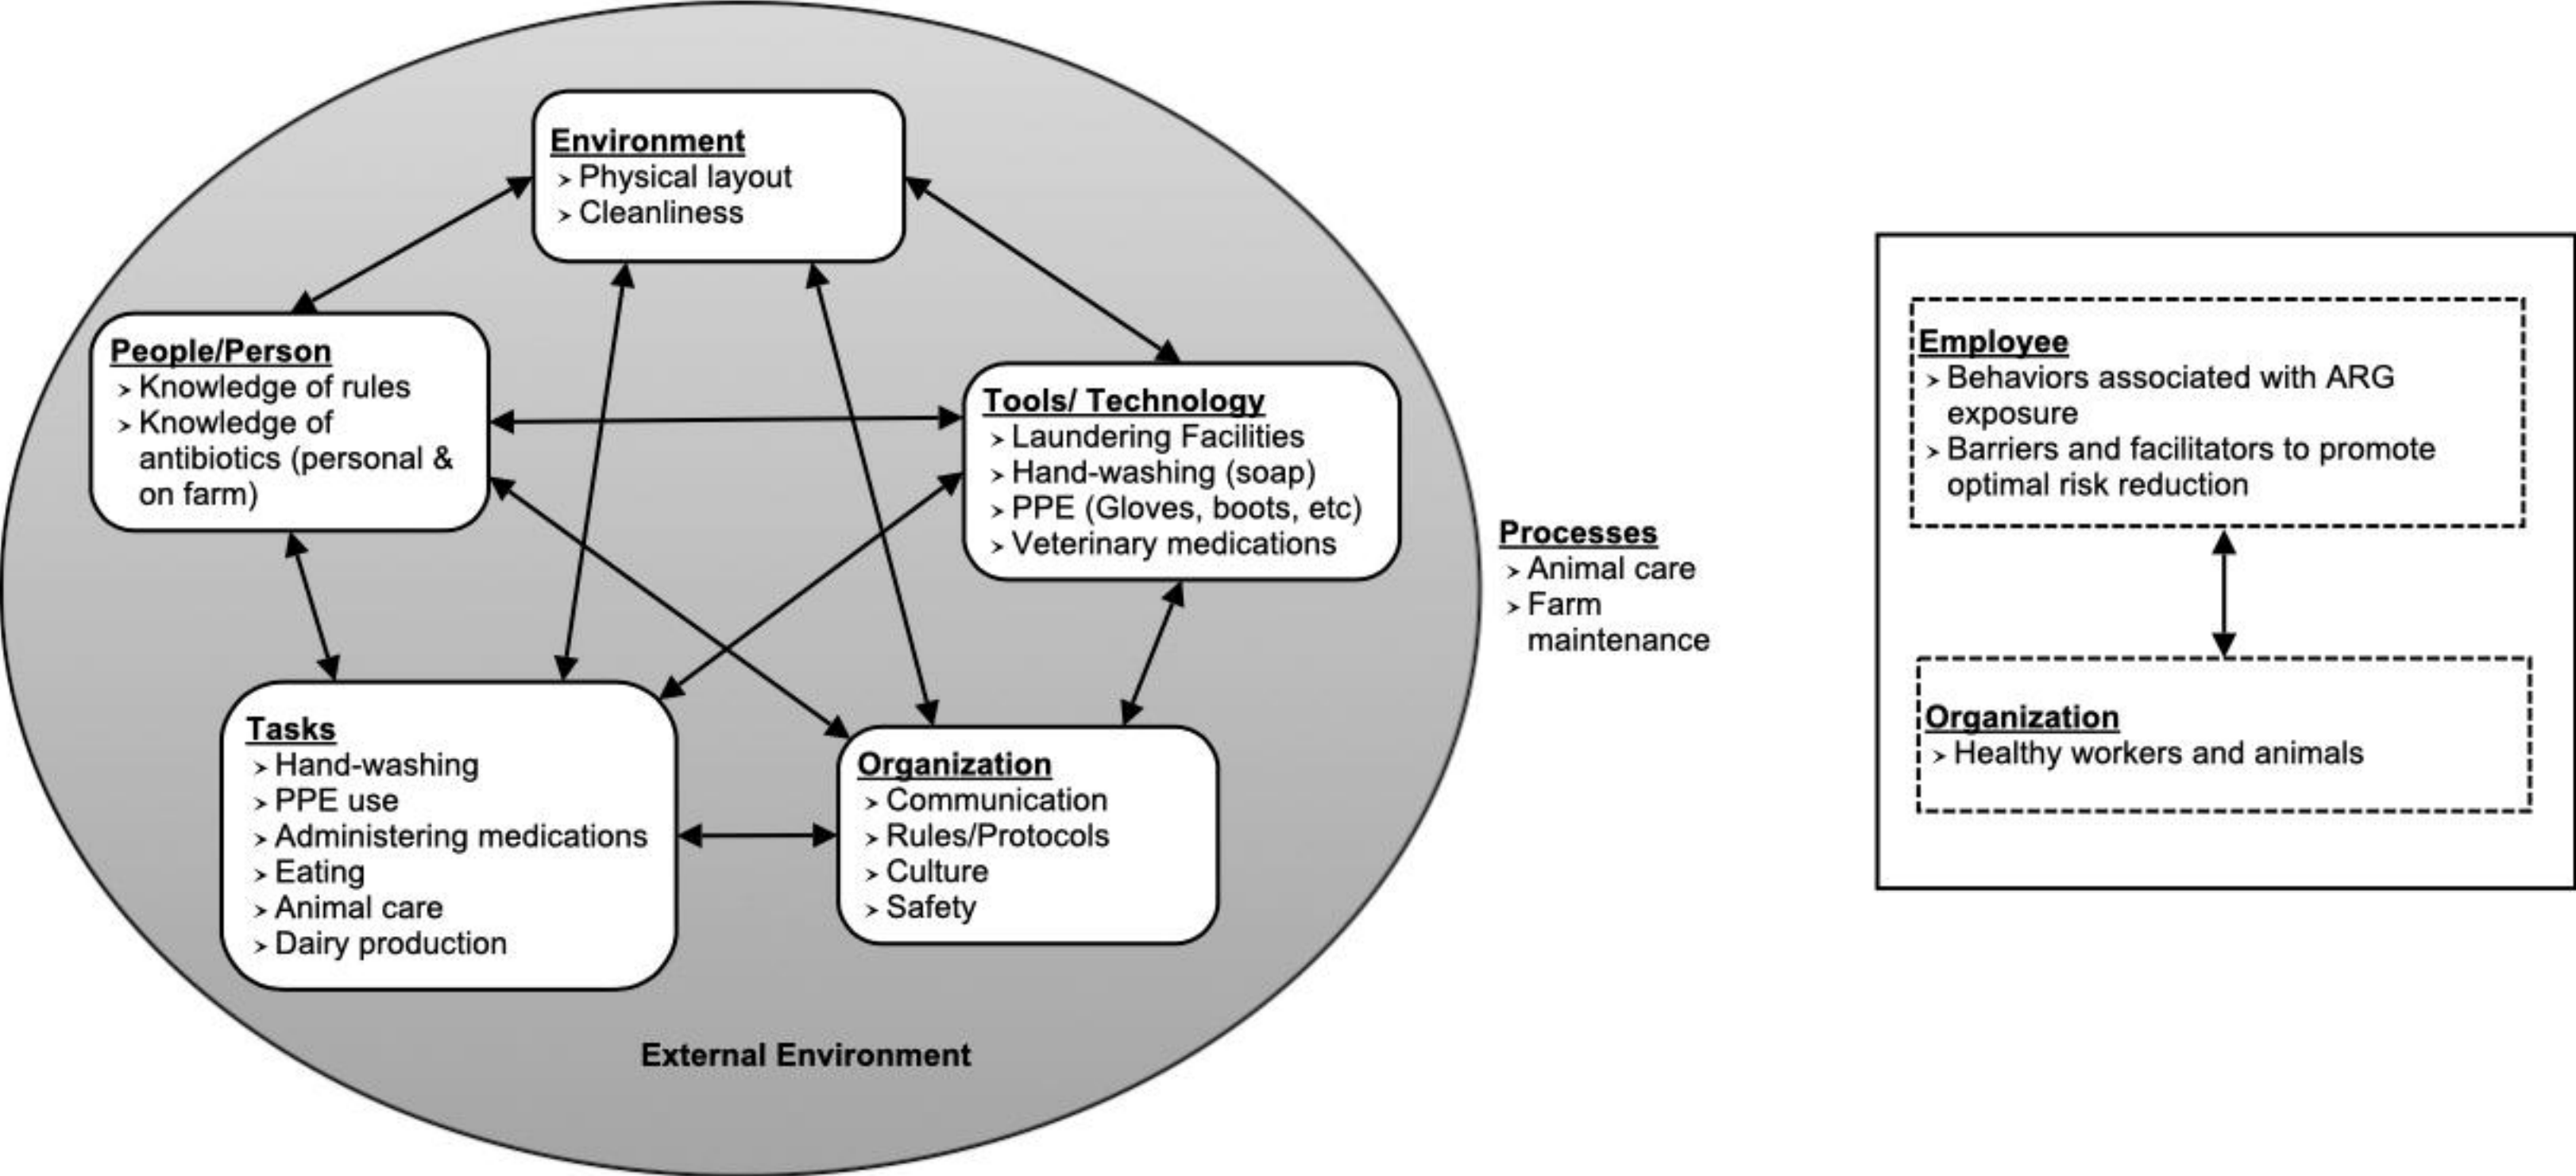 Environment
➢ Physical layout
➢ Cleanliness
People/Person
➢ Knowledge of rules
➢ Knowledge of
antibiotics (personal &
on farm)
Tools/ Technology
➢ Laundering Facilities
➢ Hand-washing (soap)
➢ PPE (Gloves, boots, etc)
➢ Veterinary medications
Tasks
➢ Hand-washing
➢ PPE use
➢ Administering medications
➢ Eating
➢ Animal care
➢ Dairy production
Organization
➢ Communication
➢ Rules/Protocols
➢ Culture
➢ Safety
External Environment
Processes
➢ Animal care
➢ Farm
maintenance
Employee
➢ Behaviors associated with ARG
exposure
➢ Barriers and facilitators to promote
optimal risk reduction
Organization
➢ Healthy workers and animals